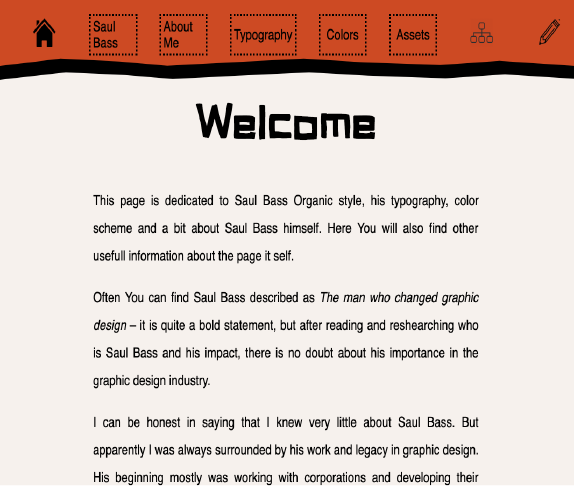 Saul
Bass
About
Me
Typography
Colors
Assets
Welcome
This page is dedicated to Saul Bass Organic style, his typography, color
scheme and a bit about Saul Bass himself. Here You will also find other
usefull information about the page it self.
Often You can find Saul Bass described as The man who changed graphic
design – it is quite a bold statement, but after reading and reshearching who
is Saul Bass and his impact, there is no doubt about his importance in the
graphic design industry.
I can be honest in saying that I knew very little about Saul Bass. But
apparently I was always surrounded by his work and legacy in graphic design.
His beginning mostly was working with corporations and developing their